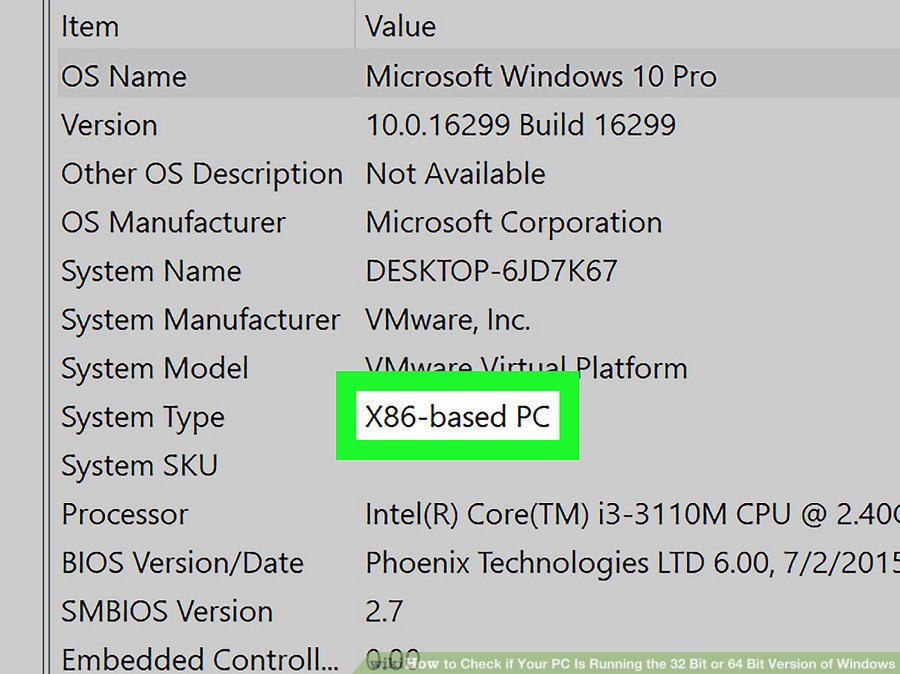 Item Value
OS Name Microsoft Windows 10 Pro
Version 10.0.16299 Build 16299
Other OS Description Not Available
OS Manufacturer Microsoft Corporation
System Name DESKTOP-6JD7K67
System Manufacturer VMware, Inc.
System Model VMware Virtual Platform
System Type X86-based PC
System SKU
Processor Intel(R) Core(TM) i3-3110M CPU @ 2.40G
BIOS Version/Date Phoenix Technologies LTD 6.00, 7/2/2015
SMBIOS Version 2.7
Embedded Controll... 0.00
wikiHow to Check if Your PC Is Running the 32 Bit or 64 Bit Version of Windows